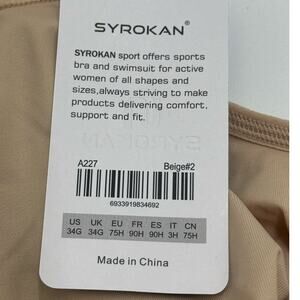 SYROKAN®
SYROKAN sport offers sports
bra and swimsuit for active
women of all shapes and
sizes,always striving to make
products delivering comfort,
support and fit.
SYROKAN
A227 Beige#2
6933919834692
US UK EU FR ES IT CN
34G 34G 75H 90H 90H 3H 75H
Made in China